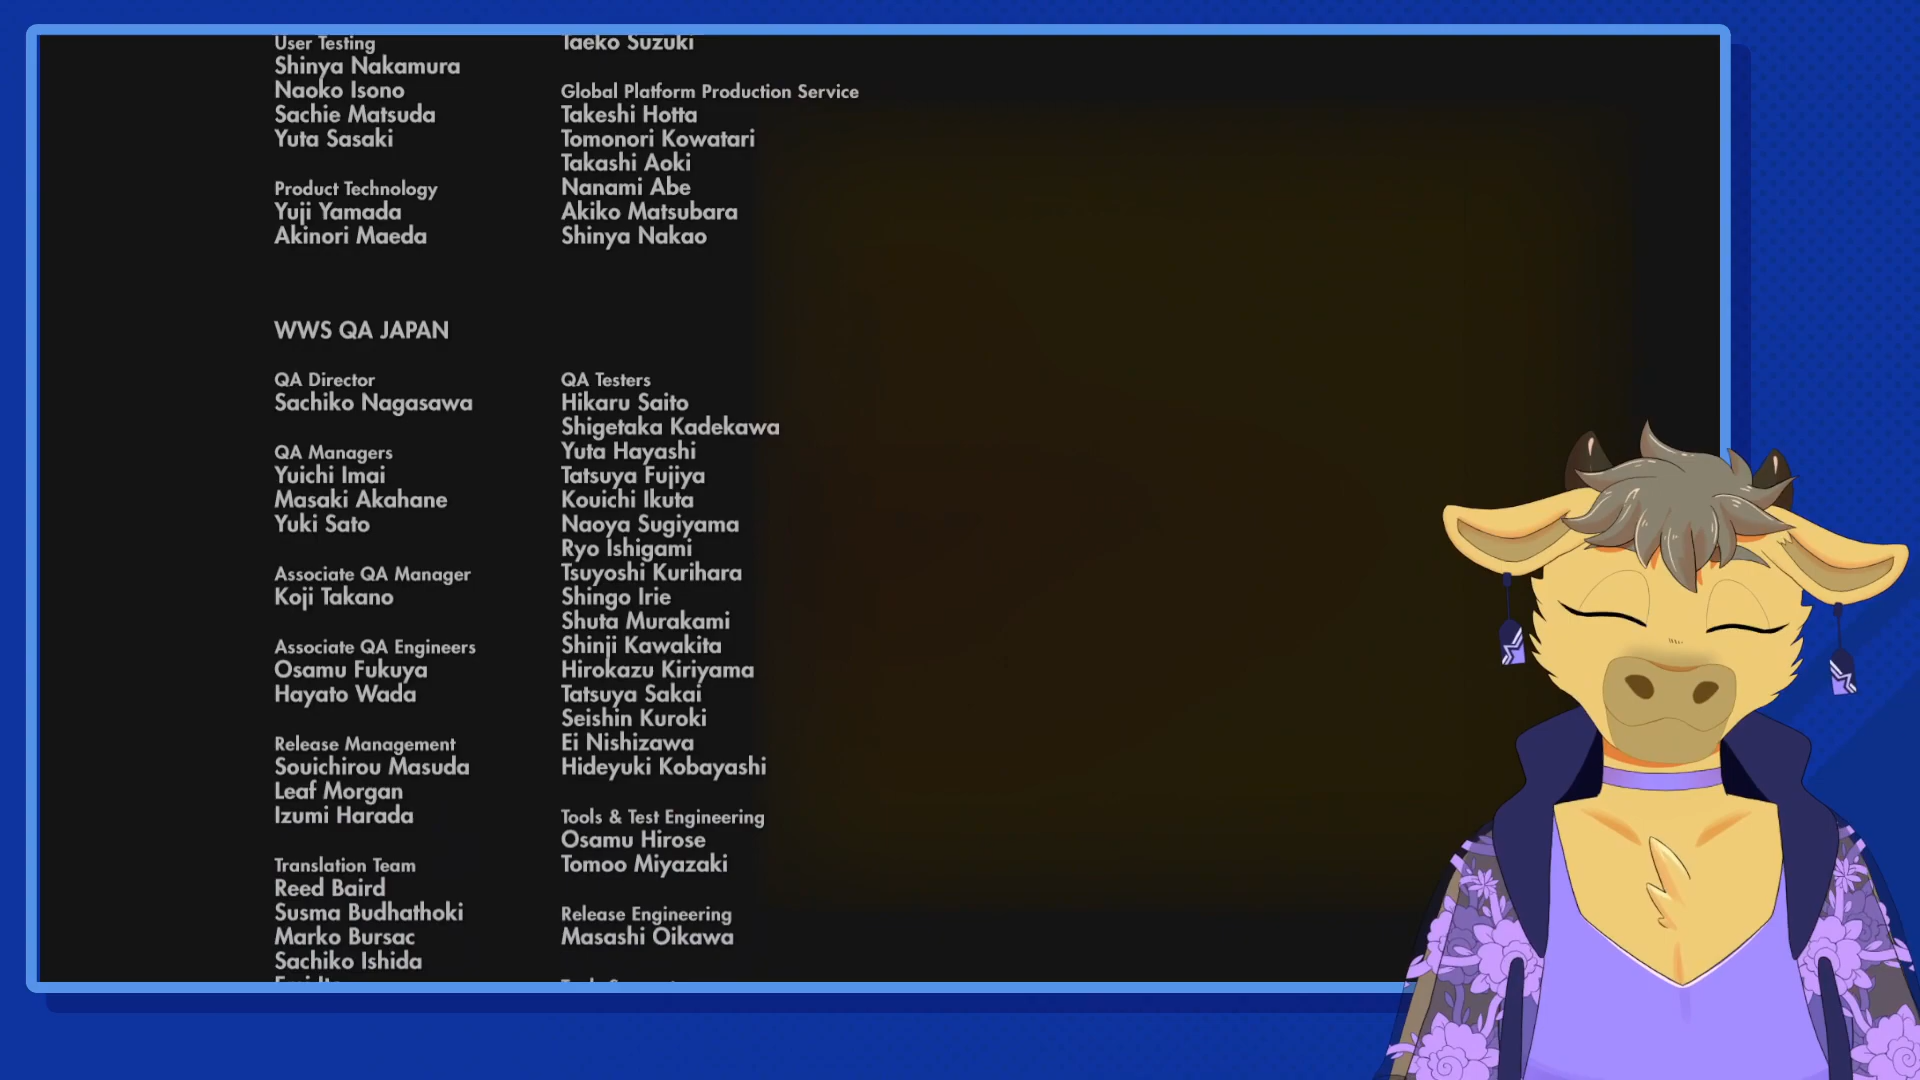 User Testing
Shinya Nakamura
Naoko Isono
Sachie Matsuda
Yuta Sasaki
Product Technology
Yuji Yamada
Akinori Maeda
Taeko Suzuki
Global Platform Production Service
Takeshi Hotta
Tomonori Kowatari
Takashi Aoki
Nanami Abe
Akiko Matsubara
Shinya Nakao
WWS QA JAPAN
QA Director
Sachiko Nagasawa
QA Managers
Yuichi Imai
Masaki Akahane
Yuki Sato
Associate QA Manager
Koji Takano
Associate QA Engineers
Osamu Fukuya
Hayato Wada
Release Management
Souichirou Masuda
Leaf Morgan
Izumi Harada
Translation Team
Reed Baird
Susma Budhathoki
Marko Bursac
Sachiko Ishida
QA Testers
Hikaru Saito
Shigetaka Kadekawa
Yuta Hayashi
Tatsuya Fujiya
Kouichi Ikuta
Naoya Sugiyama
Ryo Ishigami
Tsuyoshi Kurihara
Shingo Irie
Shuta Murakami
Shinji Kawakita
Hirokazu Kiriyama
Tatsuya Sakai
Seishin Kuroki
Ei Nishizawa
Hideyuki Kobayashi
Tools & Test Engineering
Osamu Hirose
Tomoo Miyazaki
Release Engineering
Masashi Oikawa